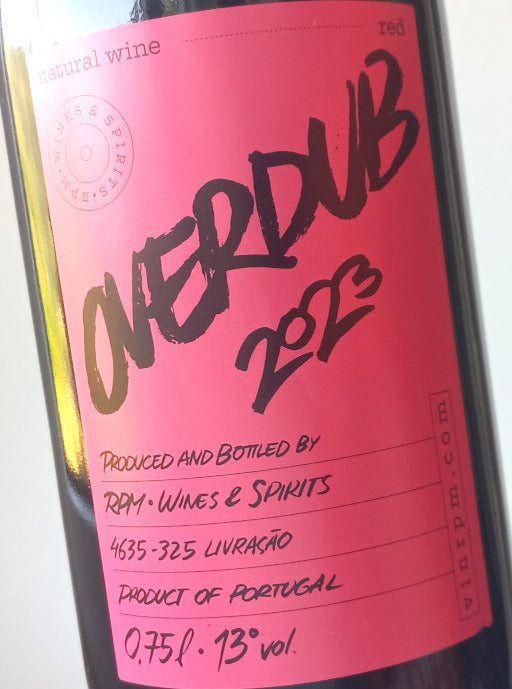 natural wine red
RPM · WINES & SPIRITS ·
OVERDUB
2023
PRODUCED AND BOTTLED BY
RPM · WINES & SPIRITS
4635-325 LIVRAÇÃO
PRODUCT OF PORTUGAL
0,75l · 13° vol.
vinrpm.com